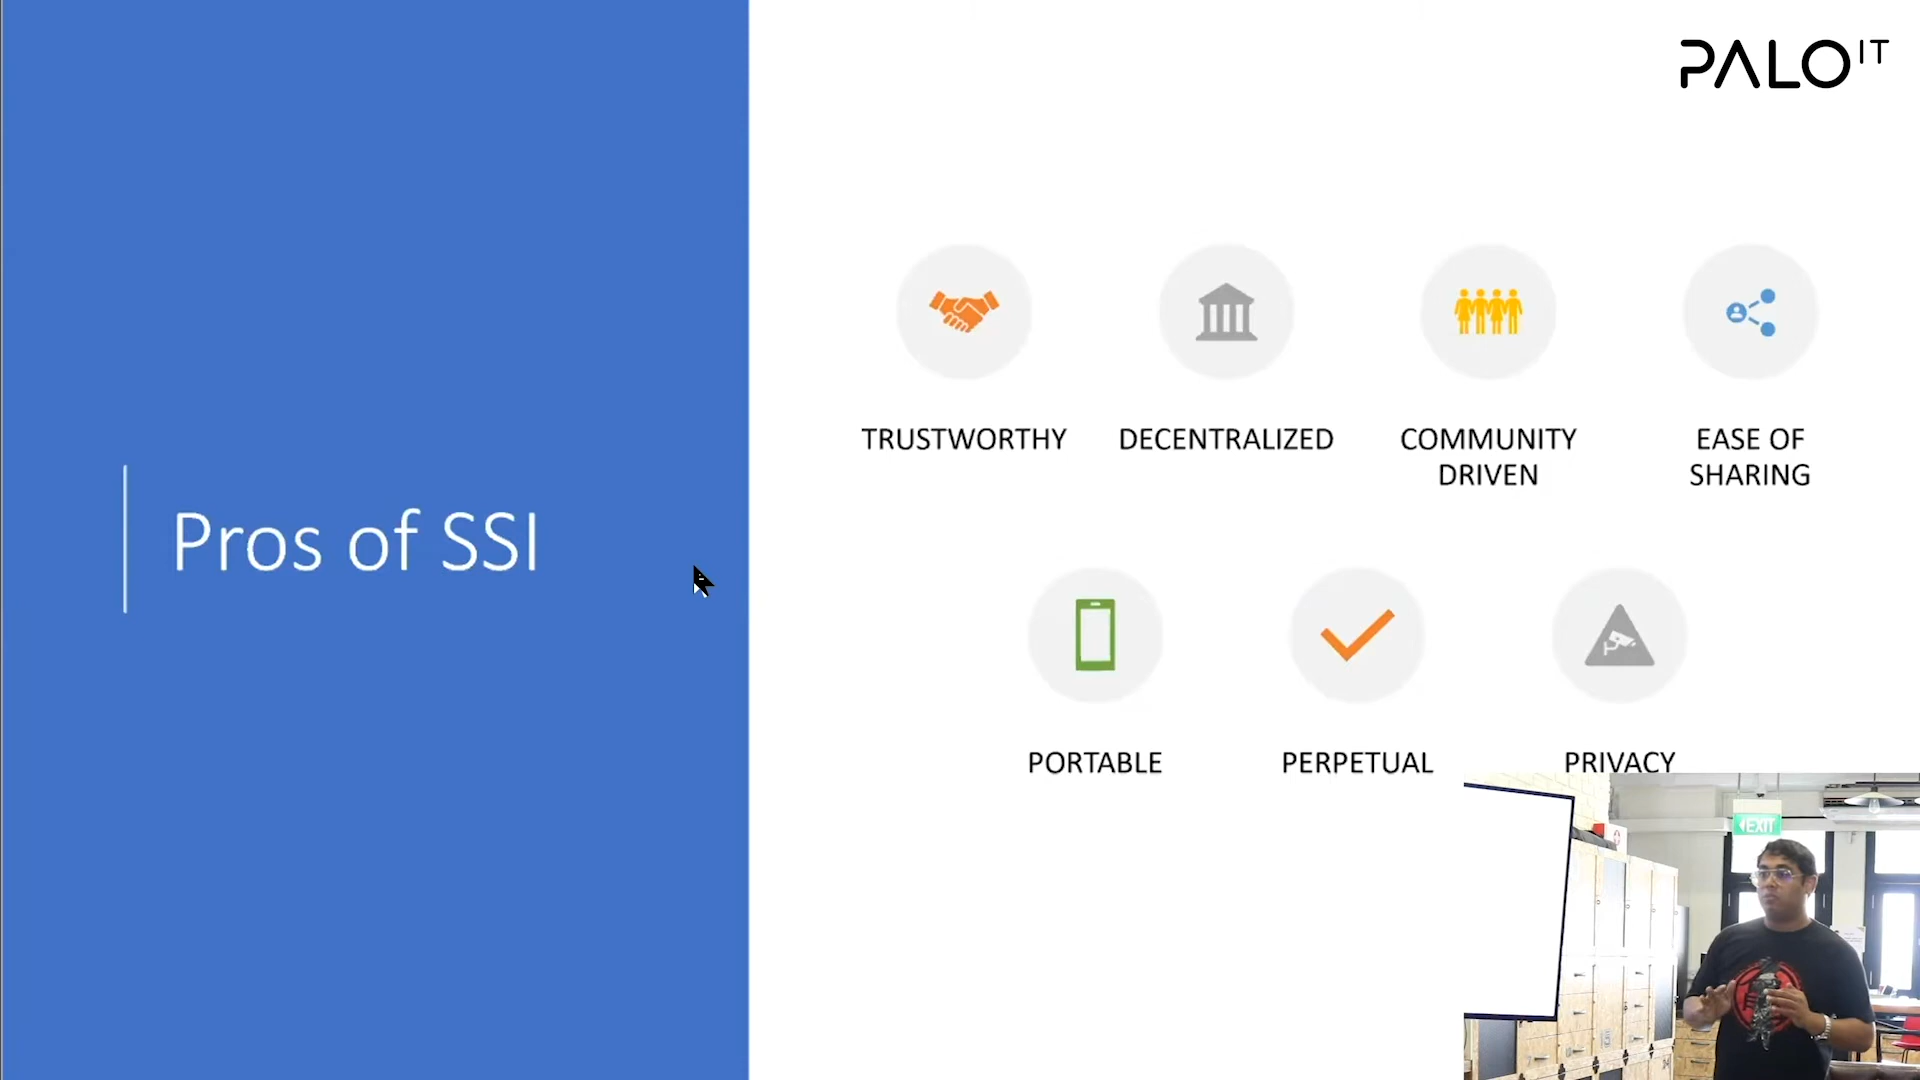 PALO IT
Pros of SSI
TRUSTWORTHY
DECENTRALIZED
COMMUNITY
DRIVEN
EASE OF
SHARING
PORTABLE
PERPETUAL
PRIVACY
EXIT